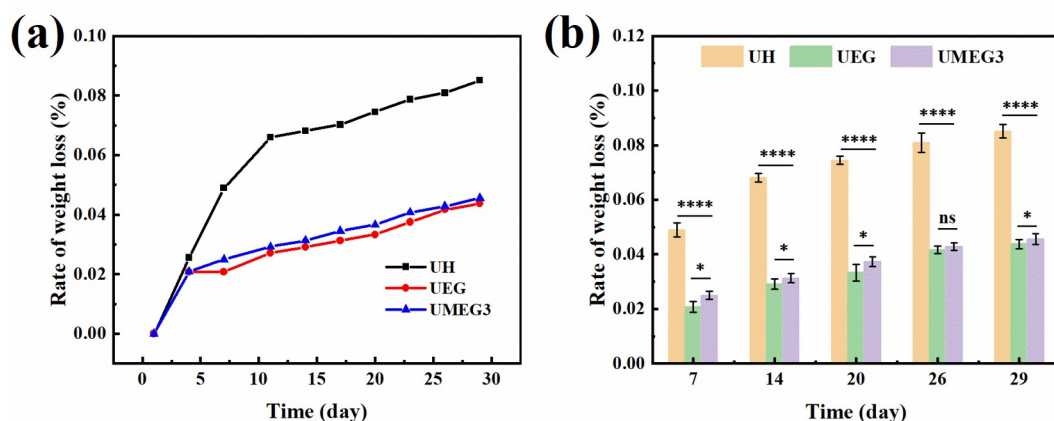 (a)
Rate of weight loss (%)
0.10
0.08
0.06
0.04
0.02
0.00
UH
UEG
UMEG3
0 5 10 15 20 25 30
Time (day)
(b)
Rate of weight loss (%)
0.12
0.10
0.08
0.06
0.04
0.02
0.00
UH UEG UMEG3
**** **** **** **** ****
* * * ns *
7 14 20 26 29
Time (day)